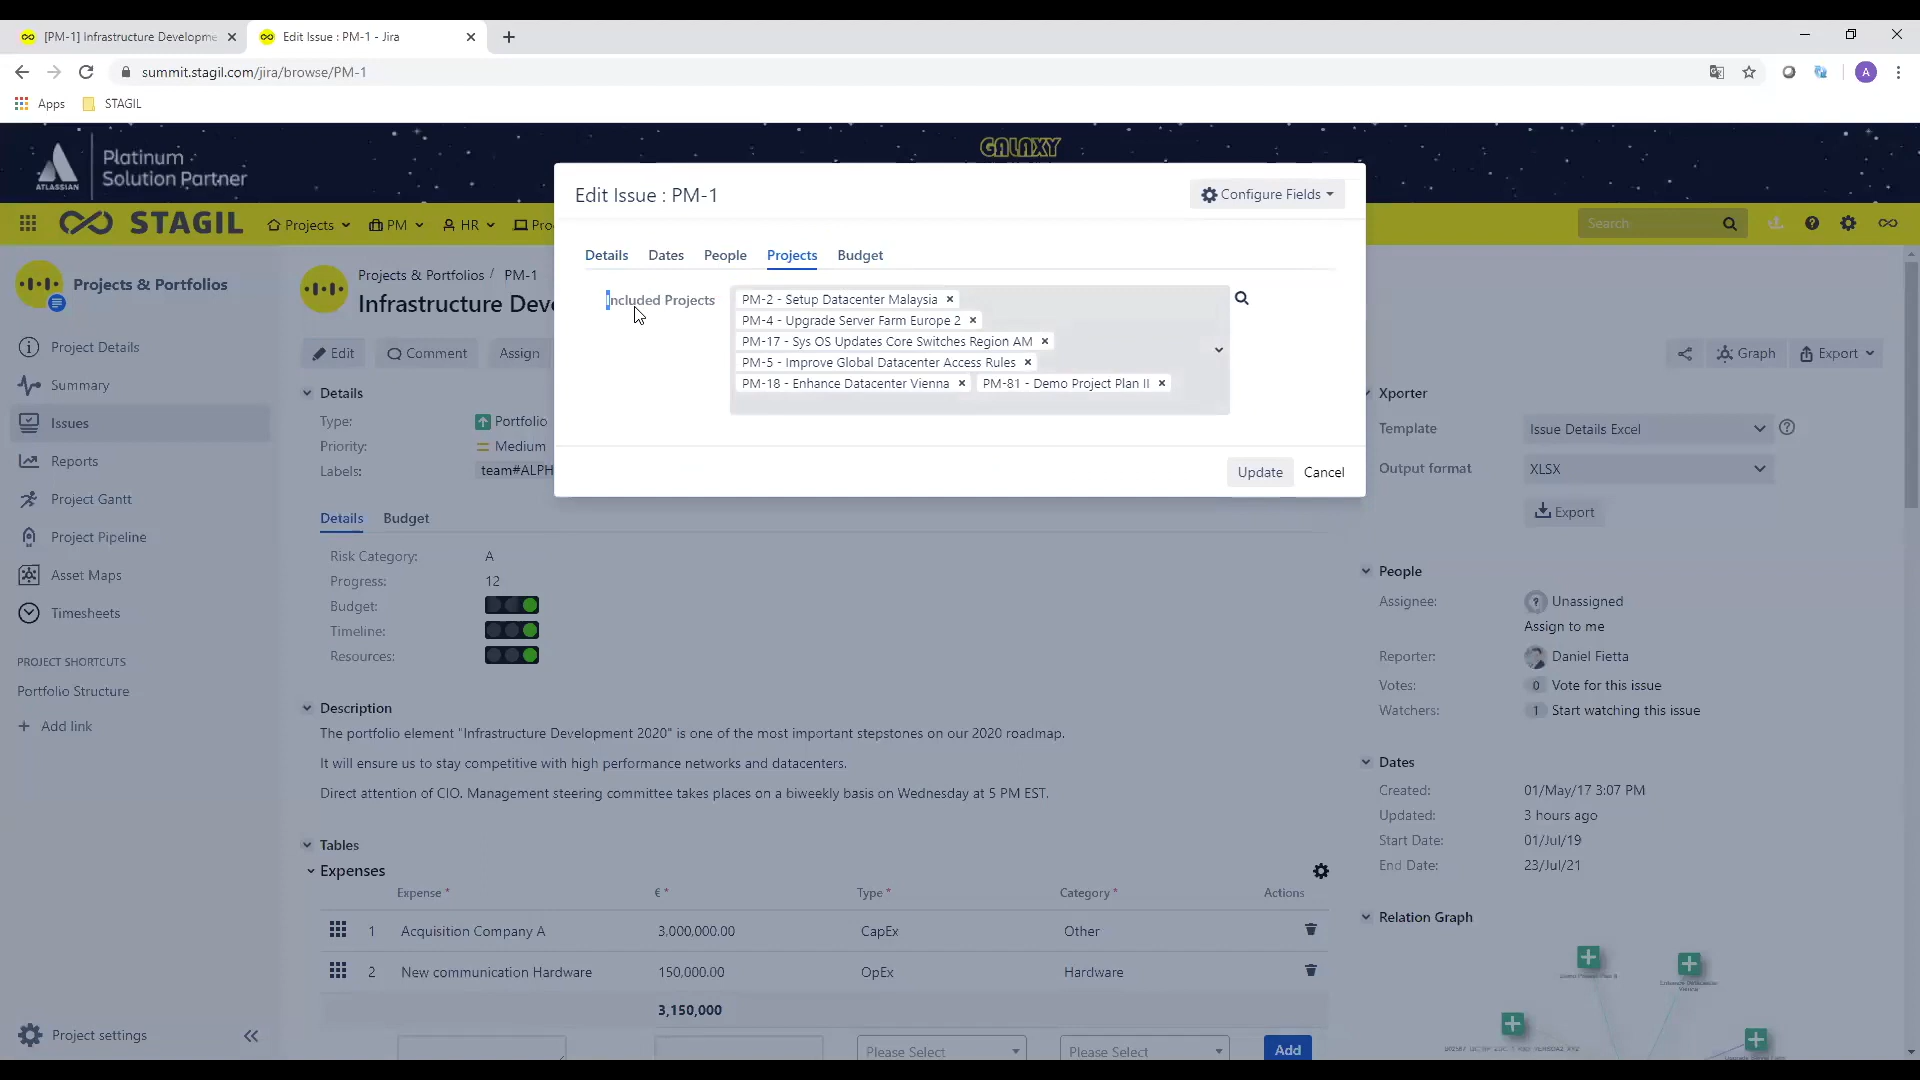 [PM-1] Infrastructure Developme
Edit Issue : PM-1 - Jira
summit.stagil.com/jira/browse/PM-1
A
Apps
STAGIL
ATLASSIAN
Platinum
Solution Partner
GALAXY
STAGIL
Projects
PM
HR
Pro
Search
Projects & Portfolios
Project Details
Summary
Issues
Reports
Project Gantt
Project Pipeline
Asset Maps
Timesheets
PROJECT SHORTCUTS
Portfolio Structure
+ Add link
Project settings
Projects & Portfolios / PM-1
Infrastructure Dev
Edit
Comment
Assign
Graph
Export
Edit Issue : PM-1
Configure Fields
Details
Dates
People
Projects
Budget
Included Projects
PM-2 - Setup Datacenter Malaysia ×
PM-4 - Upgrade Server Farm Europe 2 ×
PM-17 - Sys OS Updates Core Switches Region AM ×
PM-5 - Improve Global Datacenter Access Rules ×
PM-18 - Enhance Datacenter Vienna ×
PM-81 - Demo Project Plan II ×
Update
Cancel
Details
Type: Portfolio
Priority: Medium
Labels: team#ALPH
Details
Budget
Risk Category: A
Progress: 12
Budget:
Timeline:
Resources:
Description
The portfolio element "Infrastructure Development 2020" is one of the most important stepstones on our 2020 roadmap.
It will ensure us to stay competitive with high performance networks and datacenters.
Direct attention of CIO. Management steering committee takes places on a biweekly basis on Wednesday at 5 PM EST.
Tables
Expenses
Expense * € * Type * Category * Actions
1 Acquisition Company A 3,000,000.00 CapEx Other
2 New communication Hardware 150,000.00 OpEx Hardware
3,150,000
Please Select
Please Select
Add
Xporter
Template Issue Details Excel
Output format XLSX
Export
People
Assignee: Unassigned
Assign to me
Reporter: Daniel Fietta
Votes: 0 Vote for this issue
Watchers: 1 Start watching this issue
Dates
Created: 01/May/17 3:07 PM
Updated: 3 hours ago
Start Date: 01/Jul/19
End Date: 23/Jul/21
Relation Graph
Demo Project Plan II
Enhance Datacenter
Vienna